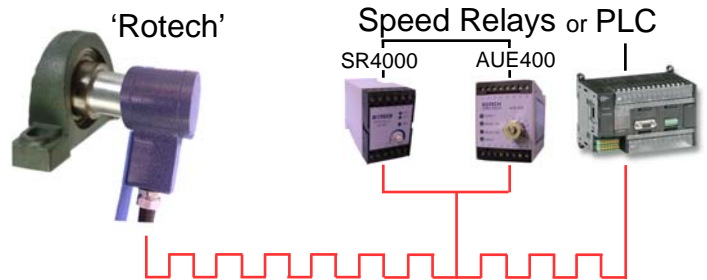 ‘Rotech’
Speed Relays or PLC
SR4000
AUE400